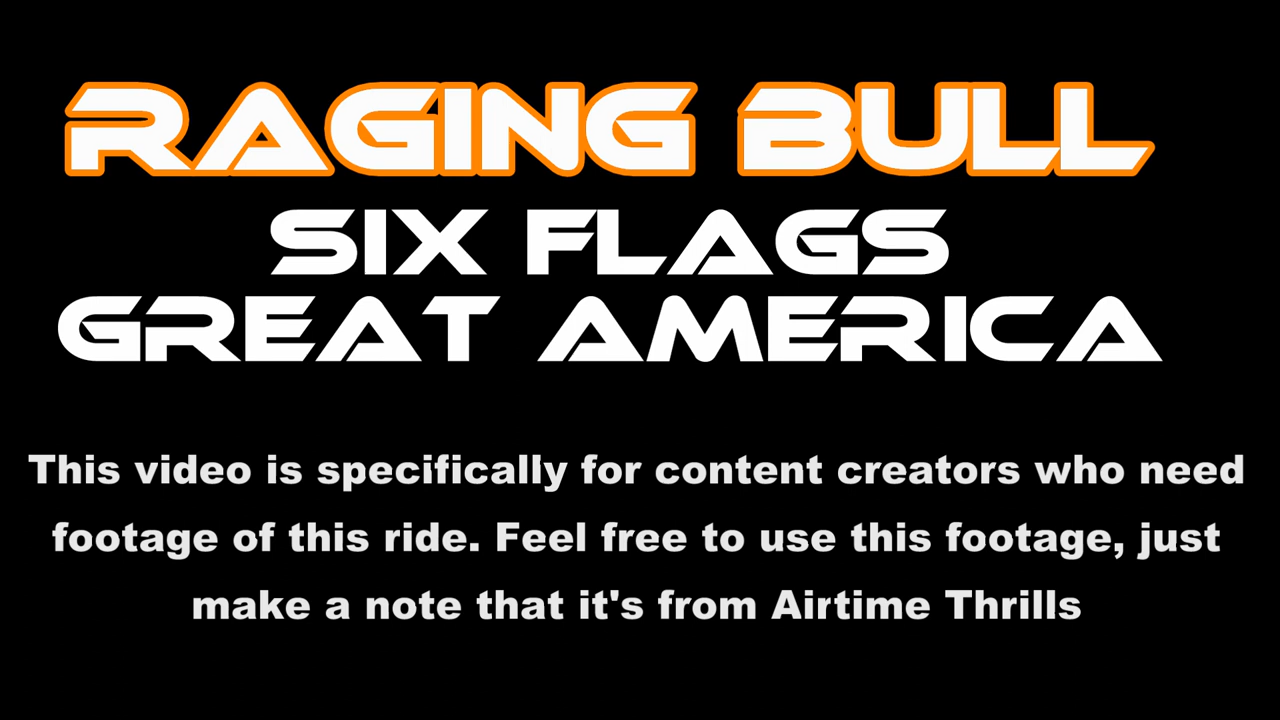 RAGING BULL
SIX FLAGS
GREAT AMERICA
This video is specifically for content creators who need
footage of this ride. Feel free to use this footage, just
make a note that it's from Airtime Thrills